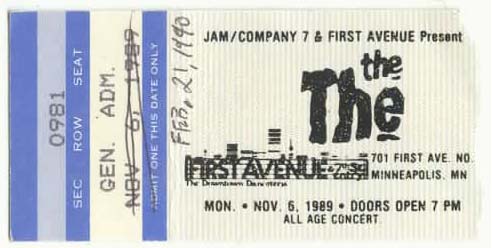 SEC ROW SEAT
0981
GEN. ADM.
NOV 6, 1989
ADMIT ONE THIS DATE ONLY
FEB, 21, 1990
JAM/COMPANY 7 & FIRST AVENUE Present
the
The
FIRST AVENUE
The Downtown Danceteria
701 FIRST AVE. NO.
MINNEAPOLIS. MN
MON. • NOV. 6, 1989 • DOORS OPEN 7 PM
ALL AGE CONCERT.